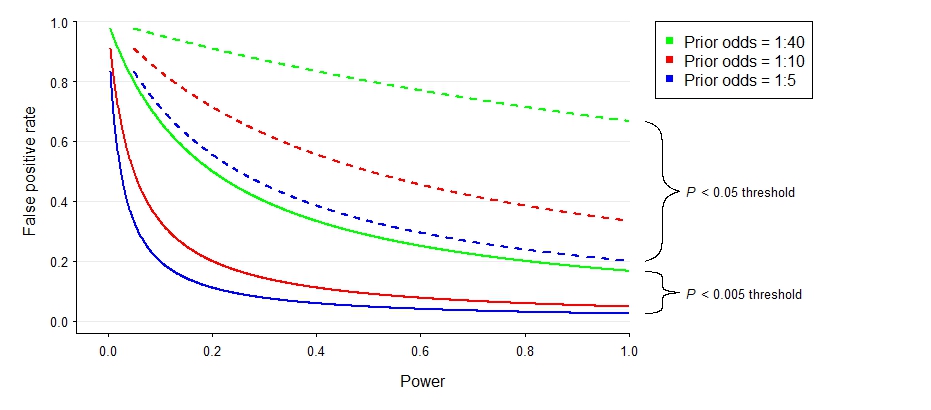 1.0
0.8
0.6
0.4
0.2
0.0
False positive rate
0.0 0.2 0.4 0.6 0.8 1.0
Power
Prior odds = 1:40
Prior odds = 1:10
Prior odds = 1:5
P < 0.05 threshold
P < 0.005 threshold